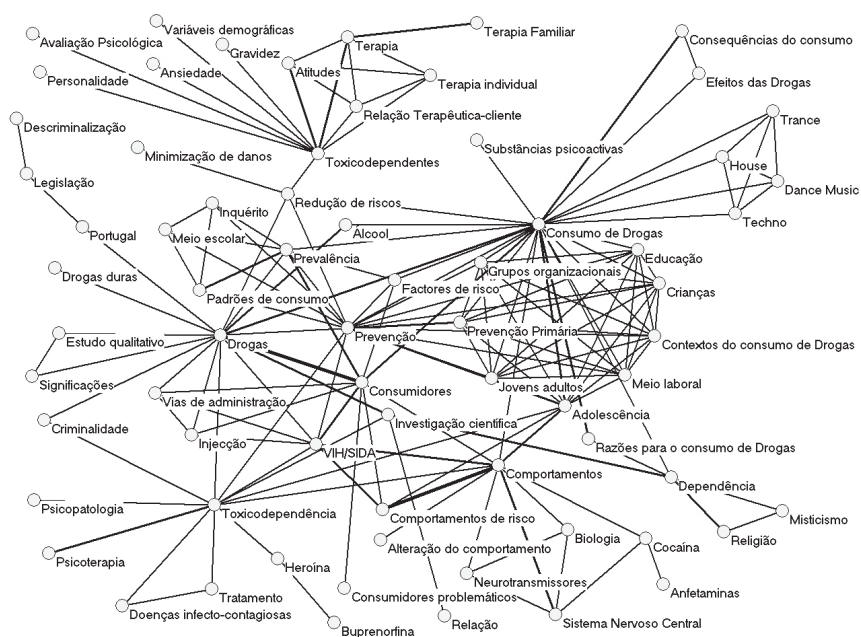 Variáveis demográficas
Terapia Familiar
Avaliação Psicológica
Gravidez
Terapia
Consequências do consumo
Personalidade
Ansiedade
Atitudes
Terapia individual
Efeitos das Drogas
Relação Terapêutica-cliente
Trance
Descriminalização
Minimização de danos
Toxicodependentes
Substâncias psicoactivas
House
Legislação
Dance Music
Redução de riscos
Inquérito
Techno
Portugal
Meio escolar
Alcool
Consumo de Drogas
Prevalência
Educação
Drogas duras
Grupos organizacionais
Padrões de consumo
Factores de risco
Crianças
Estudo qualitativo
Drogas
Prevenção
Prevenção Primária
Contextos do consumo de Drogas
Significações
Consumidores
Jovens adultos
Meio laboral
Vias de administração
Adolescência
Criminalidade
Investigação científica
Injecção
VIH/SIDA
Razões para o consumo de Drogas
Comportamentos
Dependência
Psicopatologia
Toxicodependência
Comportamentos de risco
Misticismo
Biologia
Religião
Psicoterapia
Alteração do comportamento
Cocaína
Heroína
Neurotransmissores
Anfetaminas
Tratamento
Consumidores problemáticos
Doenças infecto-contagiosas
Relação
Sistema Nervoso Central
Buprenorfina